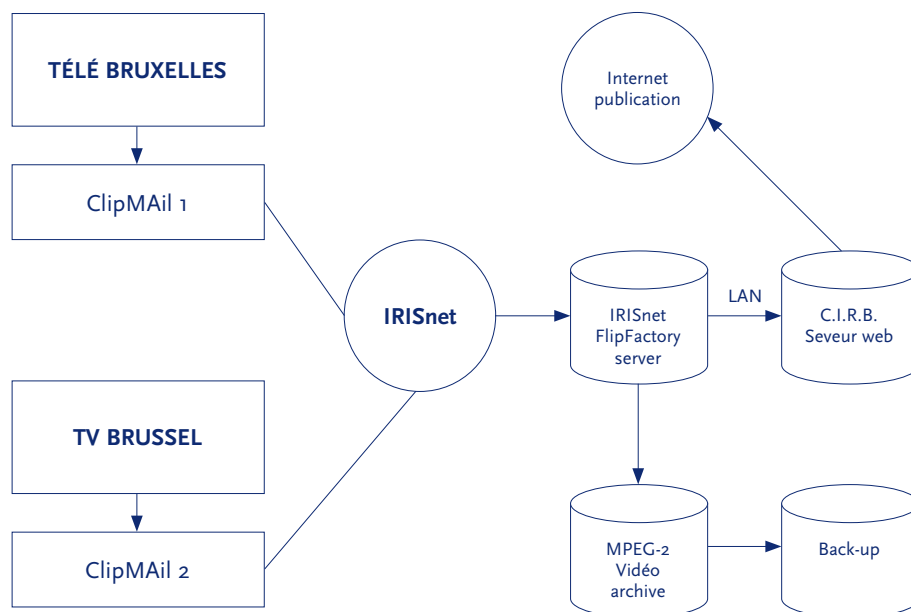 TÉLÉ BRUXELLES
ClipMAil 1
Internet
publication
IRISnet
IRISnet
FlipFactory
server
LAN
C.I.R.B.
Seveur web
TV BRUSSEL
ClipMAil 2
MPEG-2
Vidéo
archive
Back-up